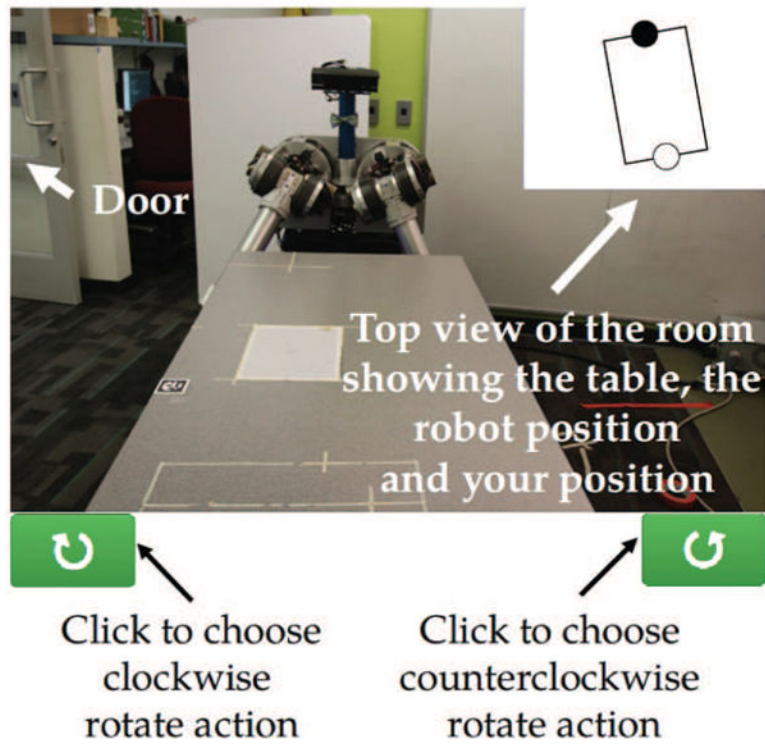 Door
Top view of the room
showing the table, the
robot position
and your position
Click to choose
clockwise
rotate action
Click to choose
counterclockwise
rotate action